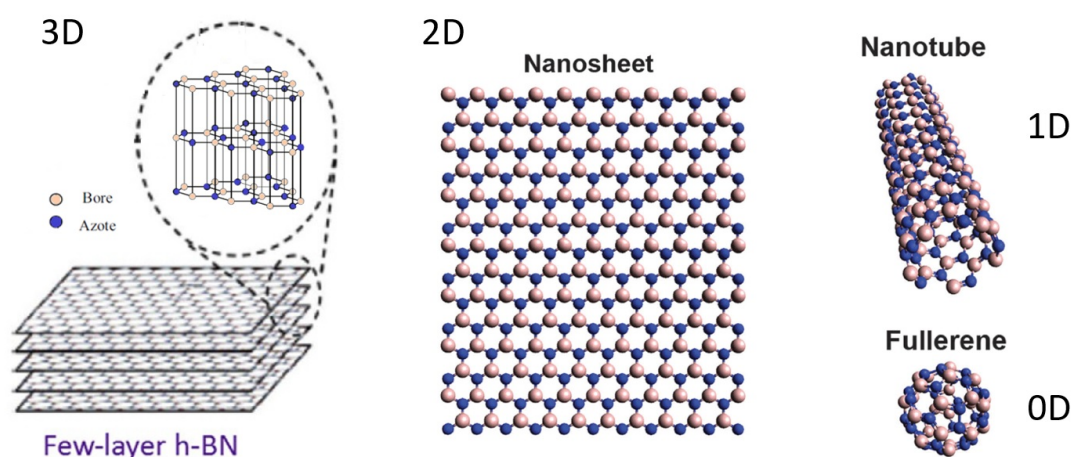 3D
Bore
Azote
Few-layer h-BN
2D
Nanosheet
Nanotube
1D
Fullerene
0D